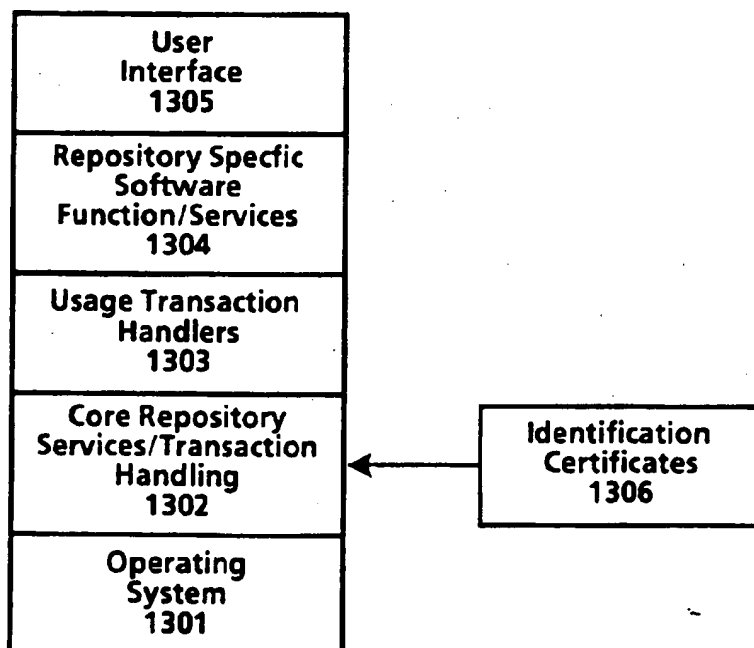 User
Interface
1305
Repository Specfic
Software
Function/Services
1304
Usage Transaction
Handlers
1303
Core Repository
Services/Transaction
Handling
1302
Identification
Certificates
1306
Operating
System
1301